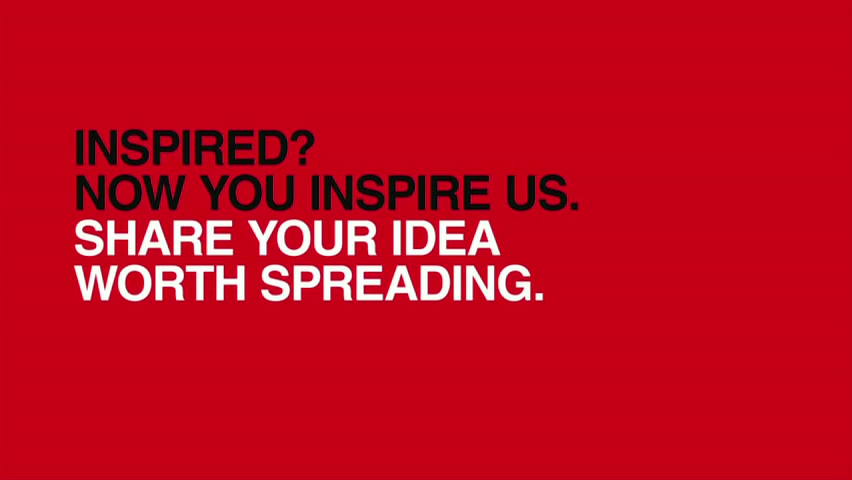 INSPIRED?
NOW YOU INSPIRE US.
SHARE YOUR IDEA
WORTH SPREADING.